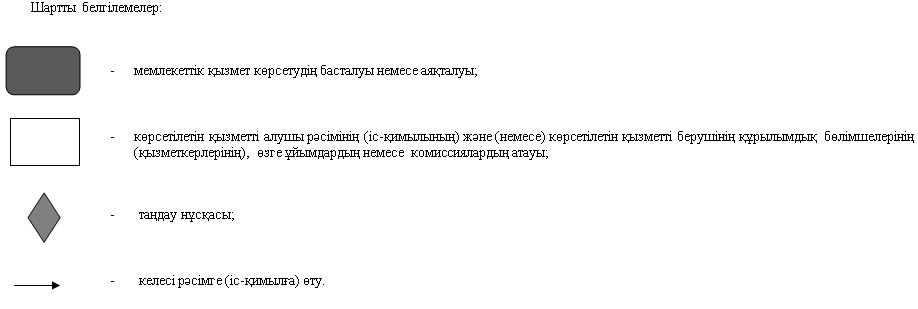 Шартты белгілемелер:
- мемлекеттік қызмет көрсетудің басталуы немесе аяқталуы;
- көрсетілетін қызметті алушы рәсімінің (іс-қимылының) және (немесе) көрсетілетін қызметті берушінің құрылымдық бөлімшелерінің
(қызметкерлерінің), өзге ұйымдардың немесе комиссиялардың атауы;
- таңдау нұсқасы;
- келесі рәсімге (іс-қимылға) өту.